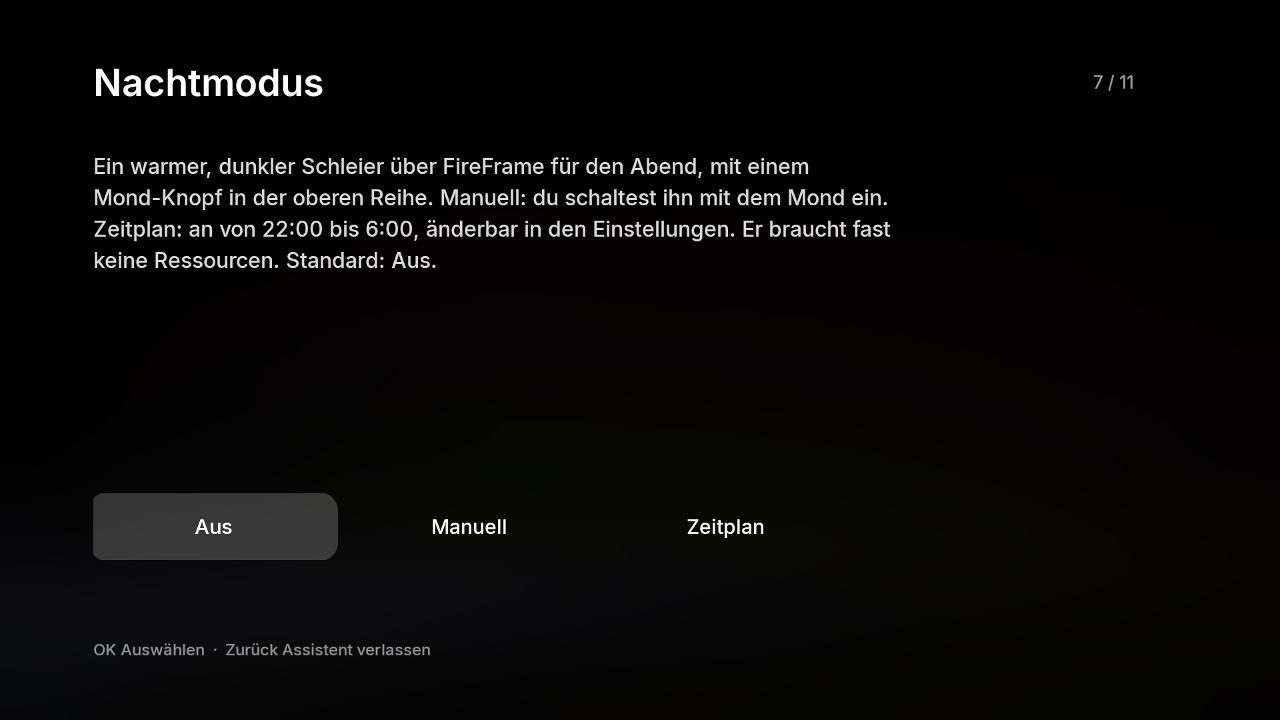 Nachtmodus
7 / 11
Ein warmer, dunkler Schleier über FireFrame für den Abend, mit einem
Mond-Knopf in der oberen Reihe. Manuell: du schaltest ihn mit dem Mond ein.
Zeitplan: an von 22:00 bis 6:00, änderbar in den Einstellungen. Er braucht fast
keine Ressourcen. Standard: Aus.
Aus
Manuell
Zeitplan
OK Auswählen · Zurück Assistent verlassen